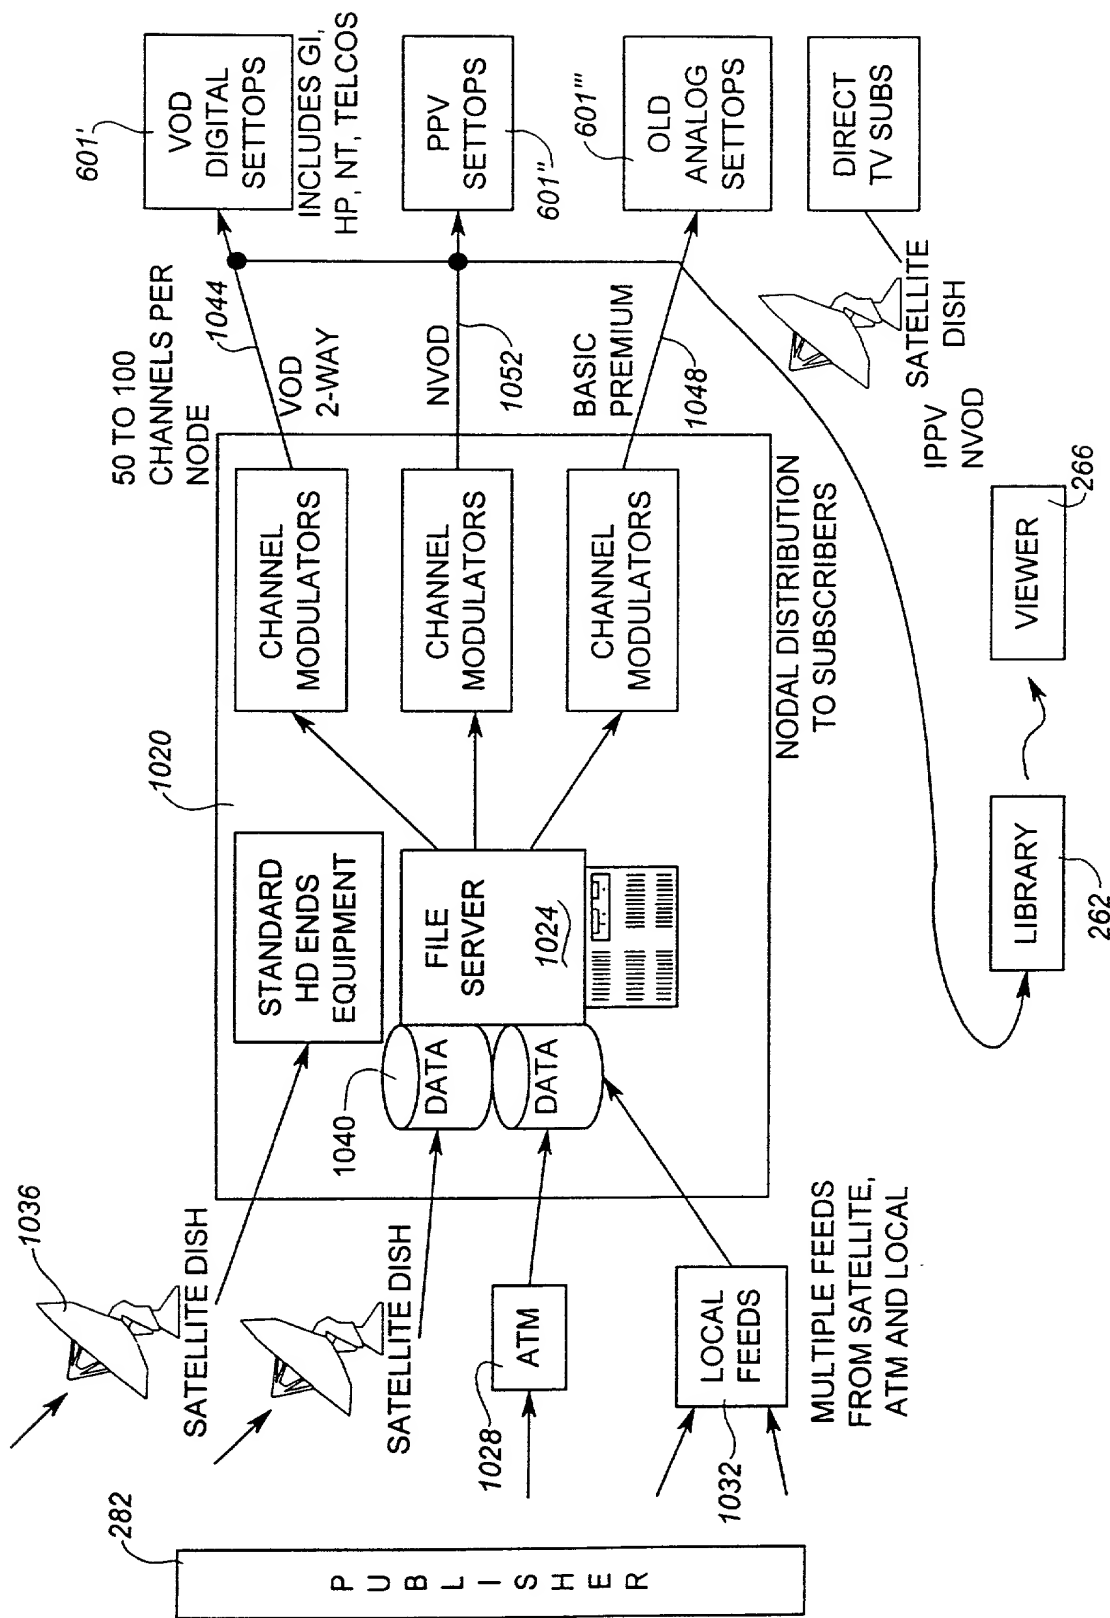 282
PUBLISHER
1036
SATELLITE DISH
SATELLITE DISH
1028
ATM
LOCAL
FEEDS
1032
MULTIPLE FEEDS
FROM SATELLITE,
ATM AND LOCAL
1020
STANDARD
HD ENDS
EQUIPMENT
1040
DATA
DATA
FILE
SERVER
1024
CHANNEL
MODULATORS
CHANNEL
MODULATORS
CHANNEL
MODULATORS
NODAL DISTRIBUTION
TO SUBSCRIBERS
50 TO 100
CHANNELS PER
NODE
1044
VOD
2-WAY
NVOD
1052
BASIC
PREMIUM
1048
601'
VOD
DIGITAL
SETTOPS
INCLUDES GI,
HP, NT, TELCOS
PPV
SETTOPS
601"
601'''
OLD
ANALOG
SETTOPS
DIRECT
TV SUBS
SATELLITE
DISH
IPPV
NVOD
LIBRARY
262
VIEWER
266